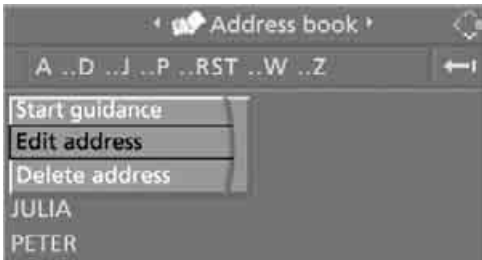 Address book
A ..D ..J ..P ..RST ..W ..Z
Start guidance
Edit address
Delete address
JULIA
PETER